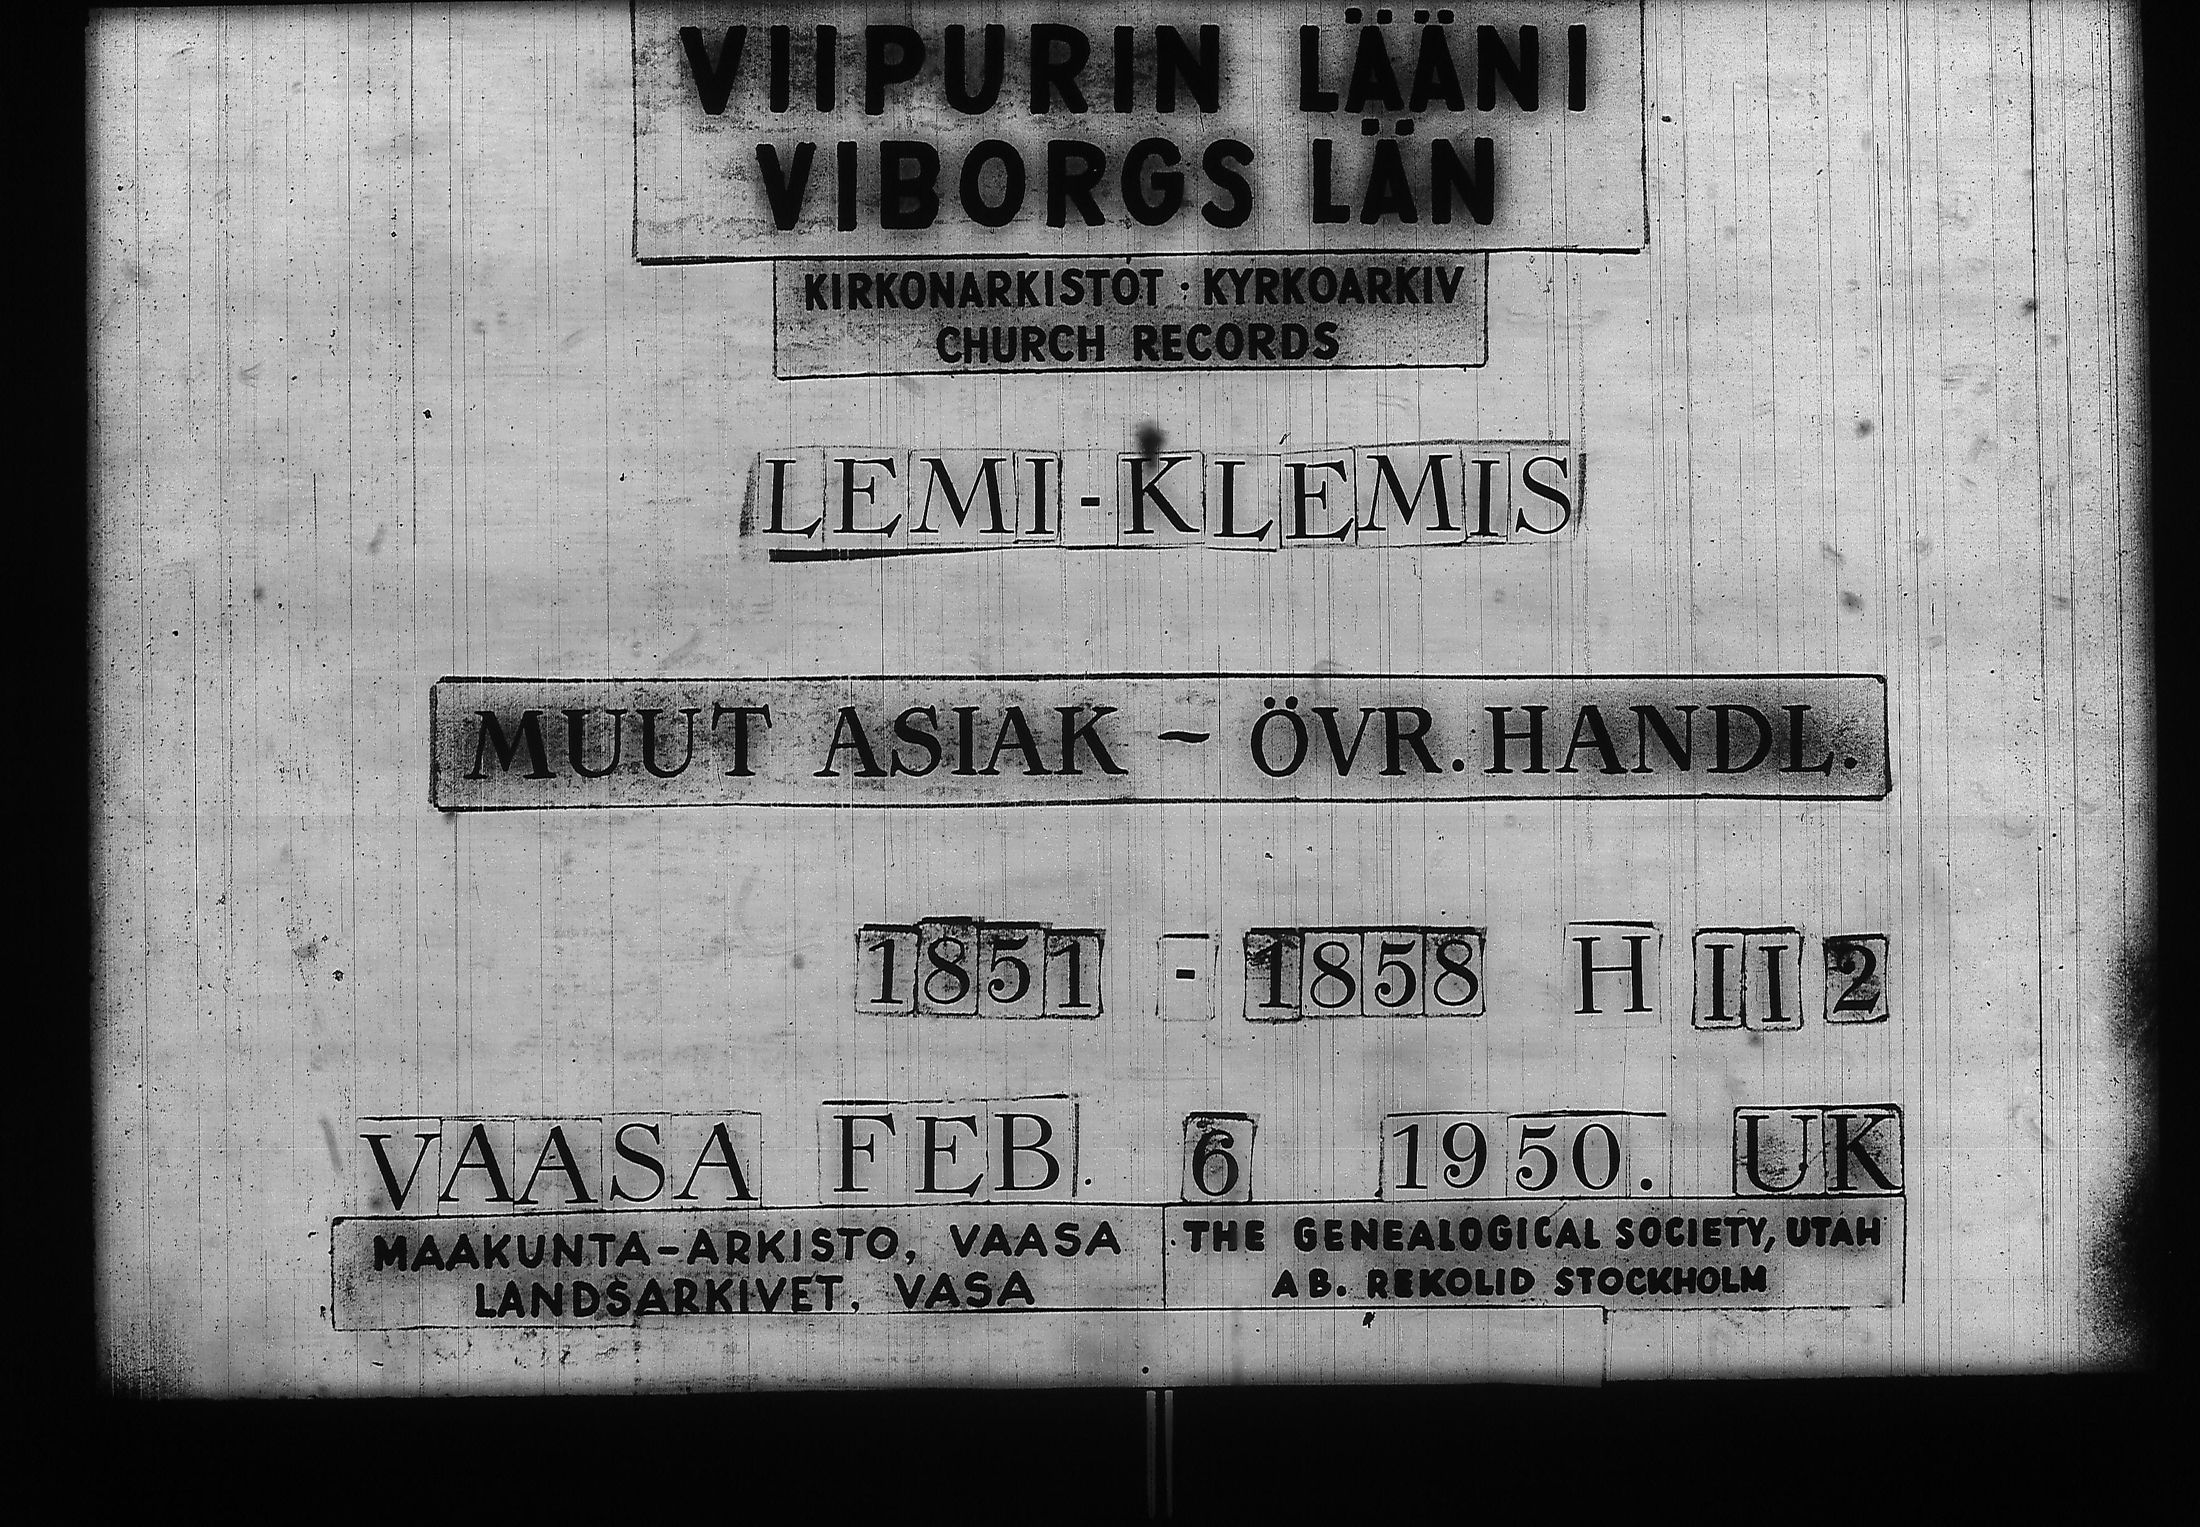 VIIPURIN LÄÄNI
VIBORGS LÄN
KIRKONARKISTOT · KYRKOARKIV
CHURCH RECORDS
LEMI-KLEMIS
MUUT ASIAK ~ ÖVR. HANDL.
1851 - 1858 H II 2
VAASA FEB. 6 1950. UK
MAAKUNTA-ARKISTO, VAASA
LANDSARKIVET, VASA
THE GENEALOGICAL SOCIETY, UTAH
AB. REKOLID STOCKHOLM